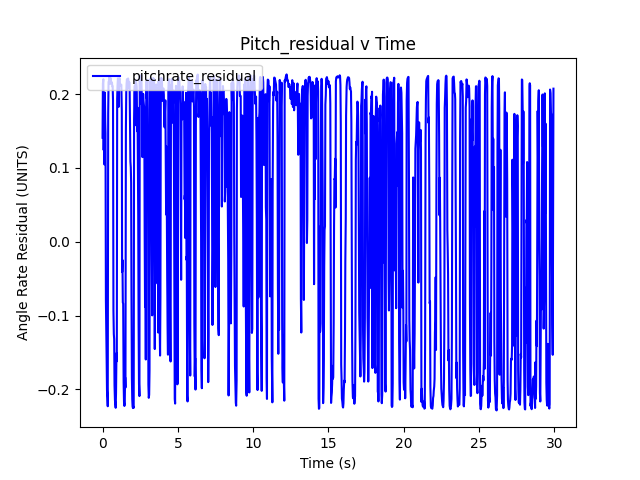 Pitch_residual v Time
pitchrate_residual
Angle Rate Residual (UNITS)
0.2
0.1
0.0
−0.1
−0.2
0 5 10 15 20 25 30
Time (s)